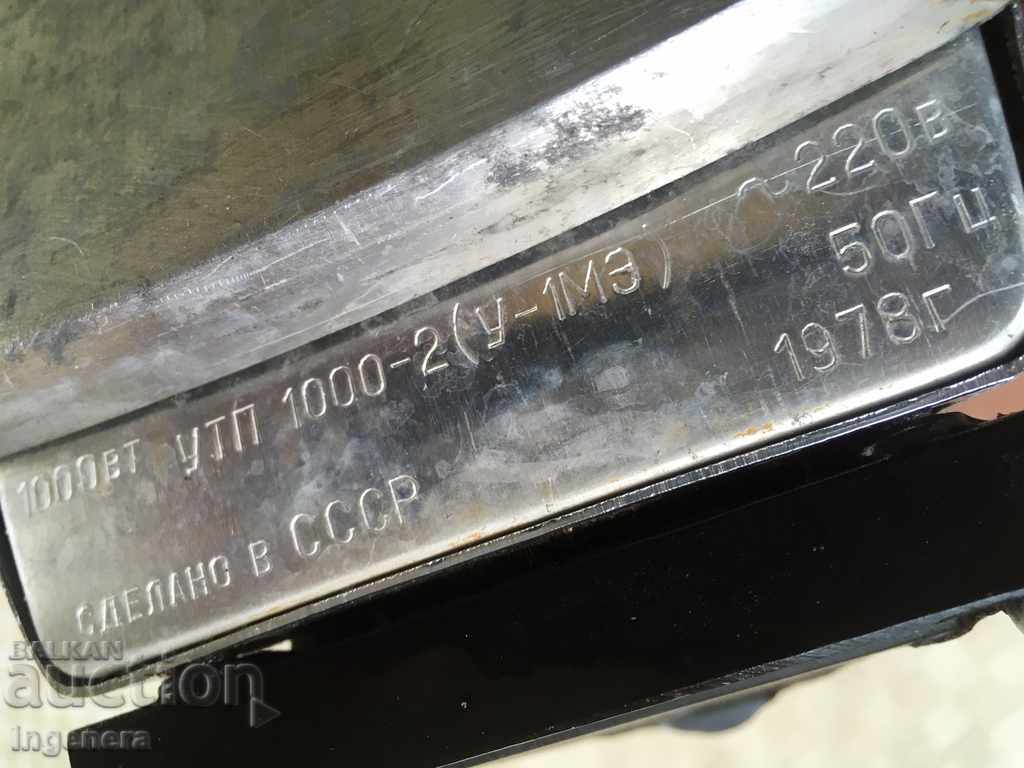 1000вт УТП 1000-2(У-1МЭ) ~ 220в
50Гц
СДЕЛАНО В СССР 1978г
BALKAN
auction
Ingenera